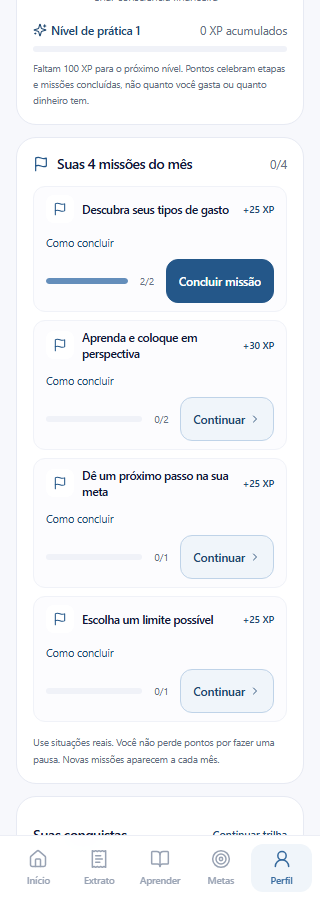 Nível de prática 1
0 XP acumulados
Faltam 100 XP para o próximo nível. Pontos celebram etapas
e missões concluídas, não quanto você gasta ou quanto
dinheiro tem.
Suas 4 missões do mês
0/4
Descubra seus tipos de gasto
+25 XP
Como concluir
2/2
Concluir missão
Aprenda e coloque em
perspectiva
+30 XP
Como concluir
0/2
Continuar
Dê um próximo passo na sua
meta
+25 XP
Como concluir
0/1
Continuar
Escolha um limite possível
+25 XP
Como concluir
0/1
Continuar
Use situações reais. Você não perde pontos por fazer uma
pausa. Novas missões aparecem a cada mês.
Suas conquistas
Continuar trilha
Início
Extrato
Aprender
Metas
Perfil